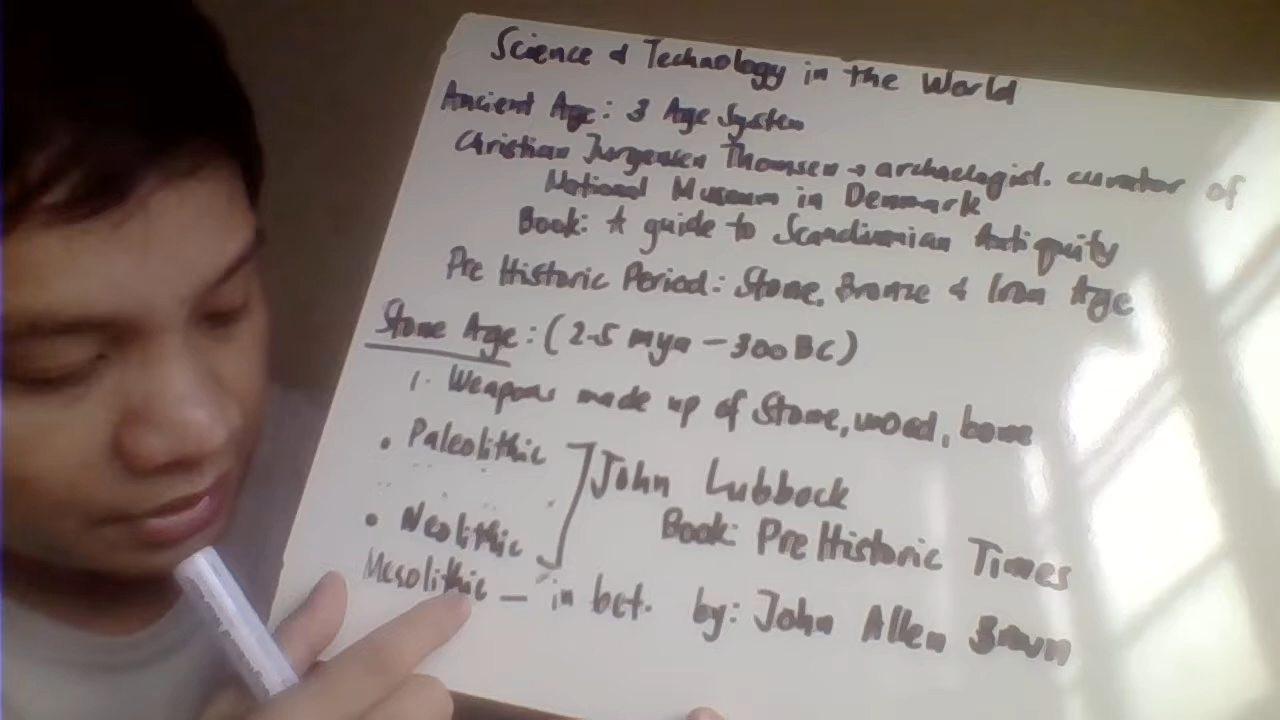 Science & Technology in the World
Ancient Age: 3 Age System
Christian Jurgensen Thomsen → archaelogist. curator of
National Museum in Denmark
Book: A guide to Scandinavian Antiquity
Pre Historic Period: Stone, Bronze & Iron Age
Stone Age: (2.5 mya - 300 BC)
1. Weapons made up of Stone, wood, bone
• Paleolithic ] John Lubbock
Book: Pre Historic Times
• Neolithic
Mesolithic - in bet. by: John Allen Brown